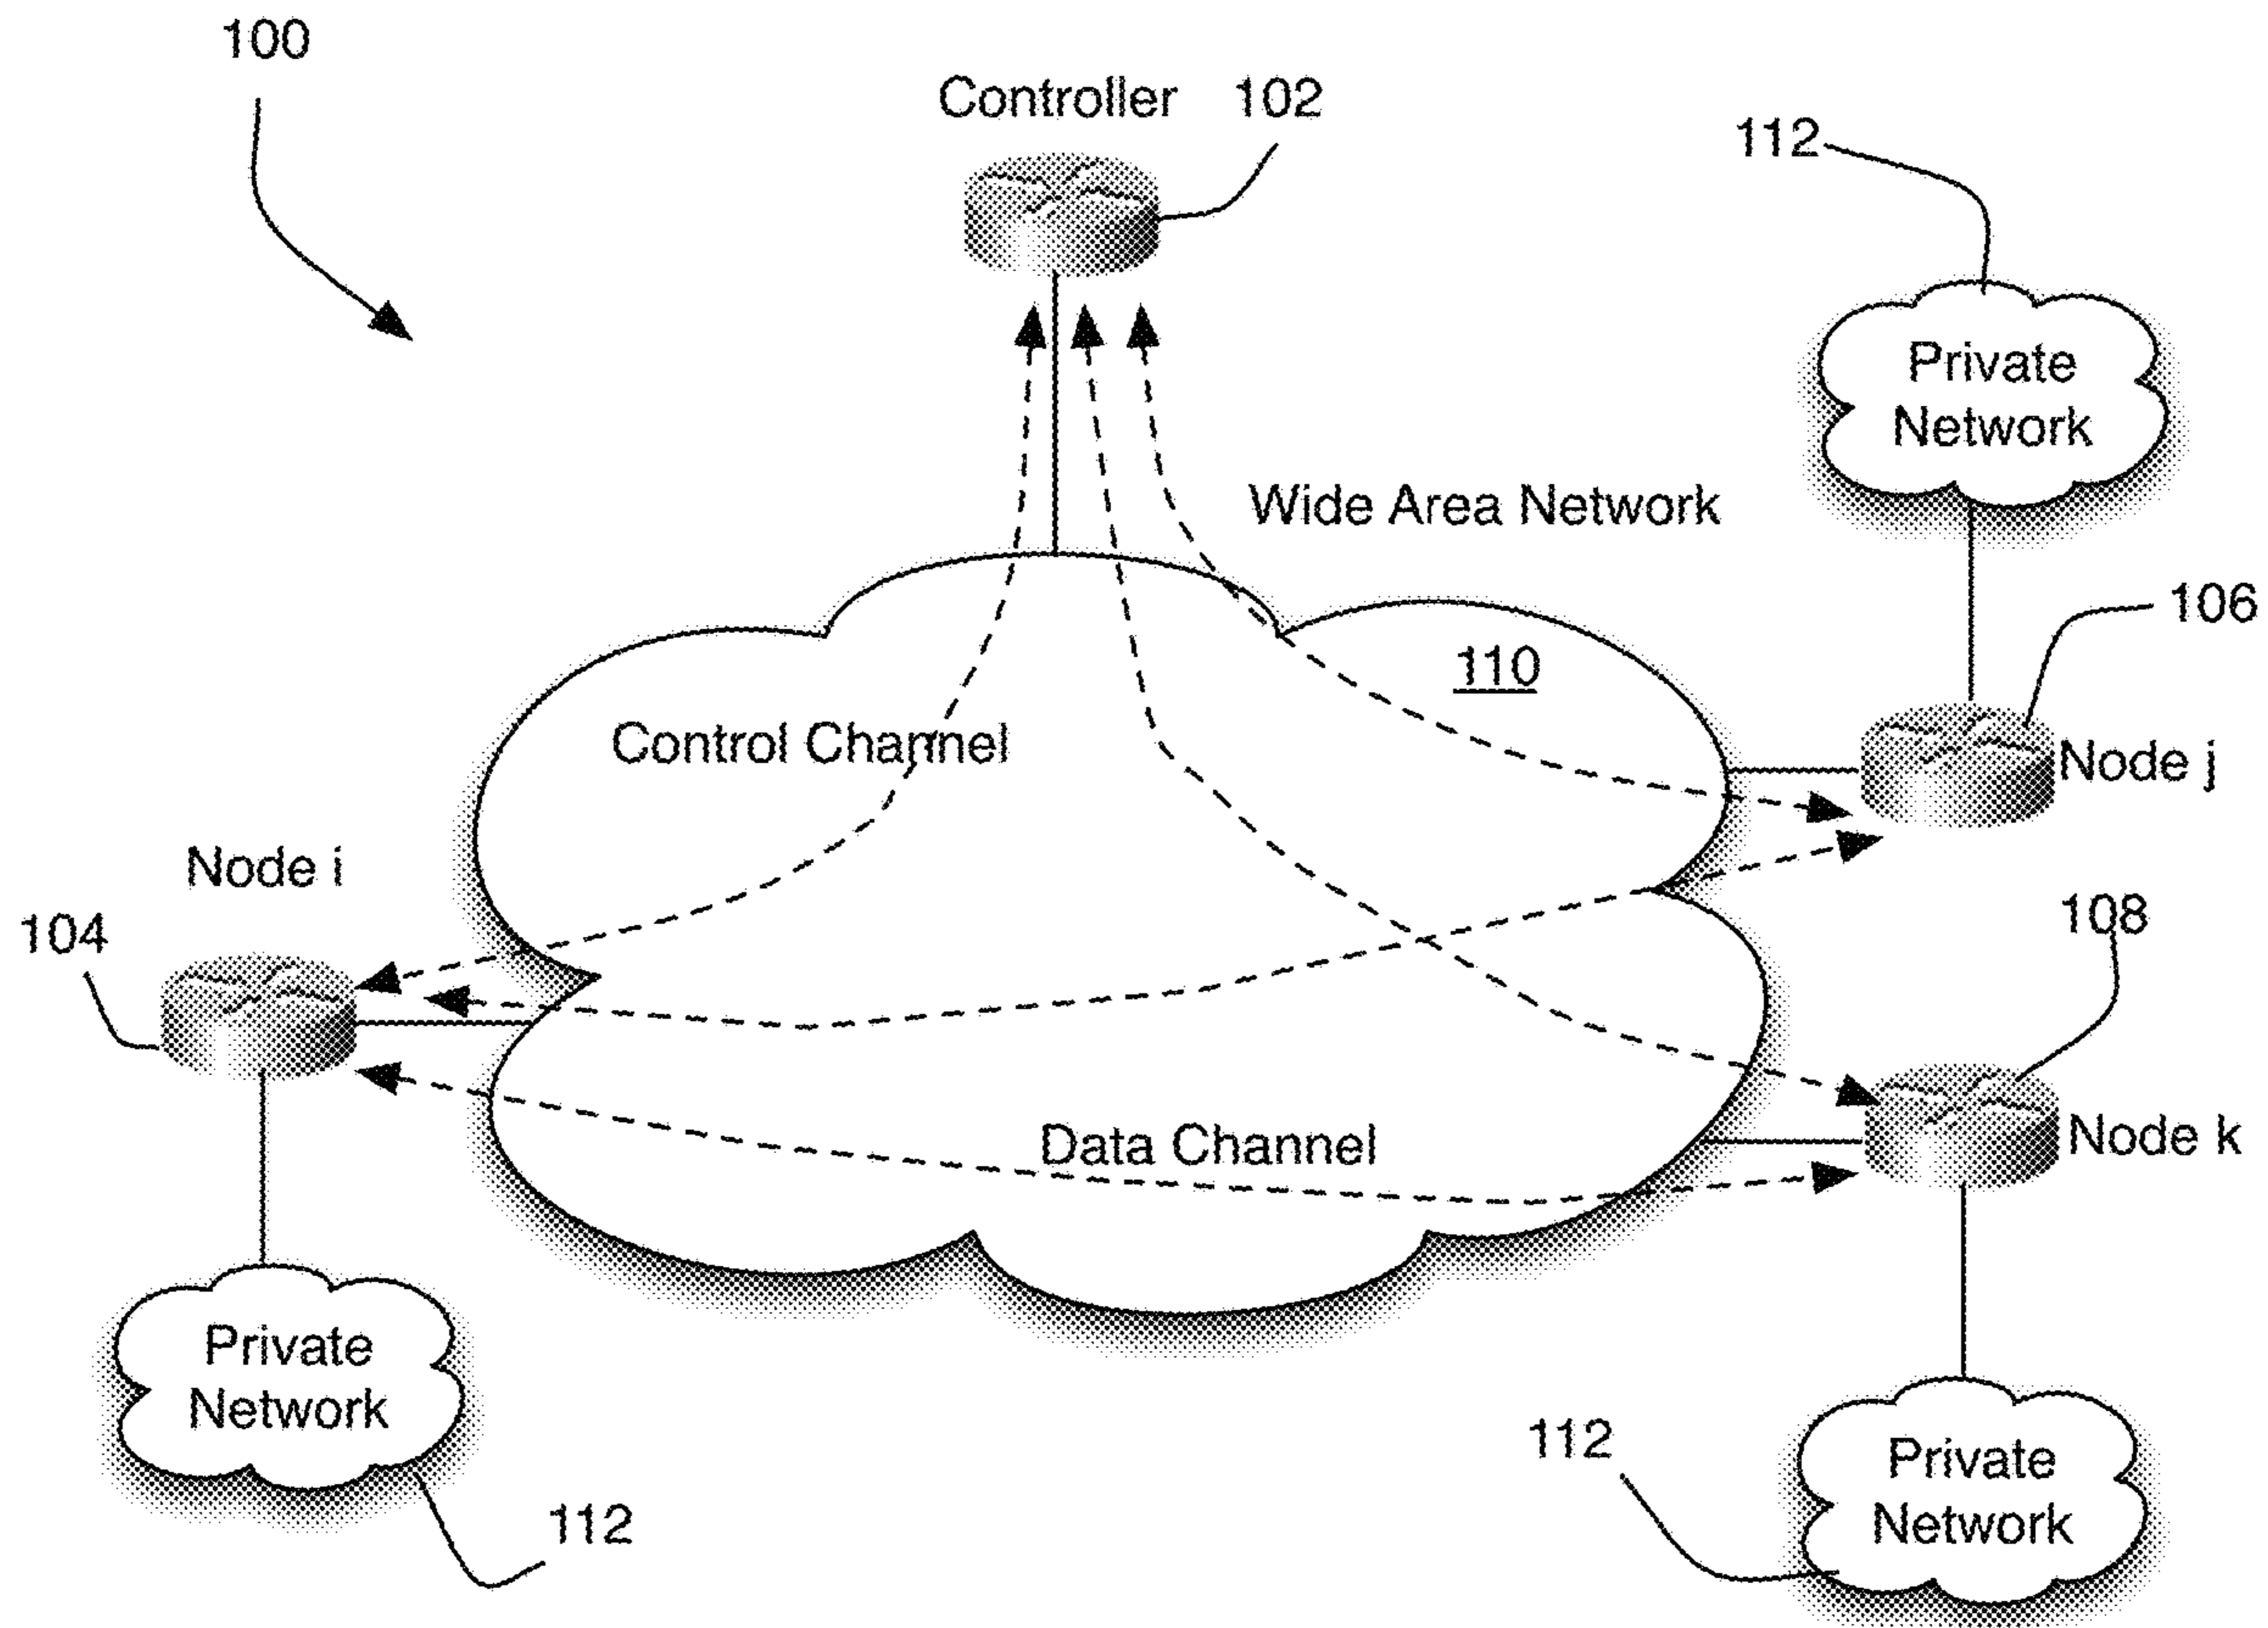 100
Controller 102
112
Private
Network
Wide Area Network
106
110
Control Channel
Node j
Node i
108
104
Data Channel
Node k
Private
Network
112
112
Private
Network